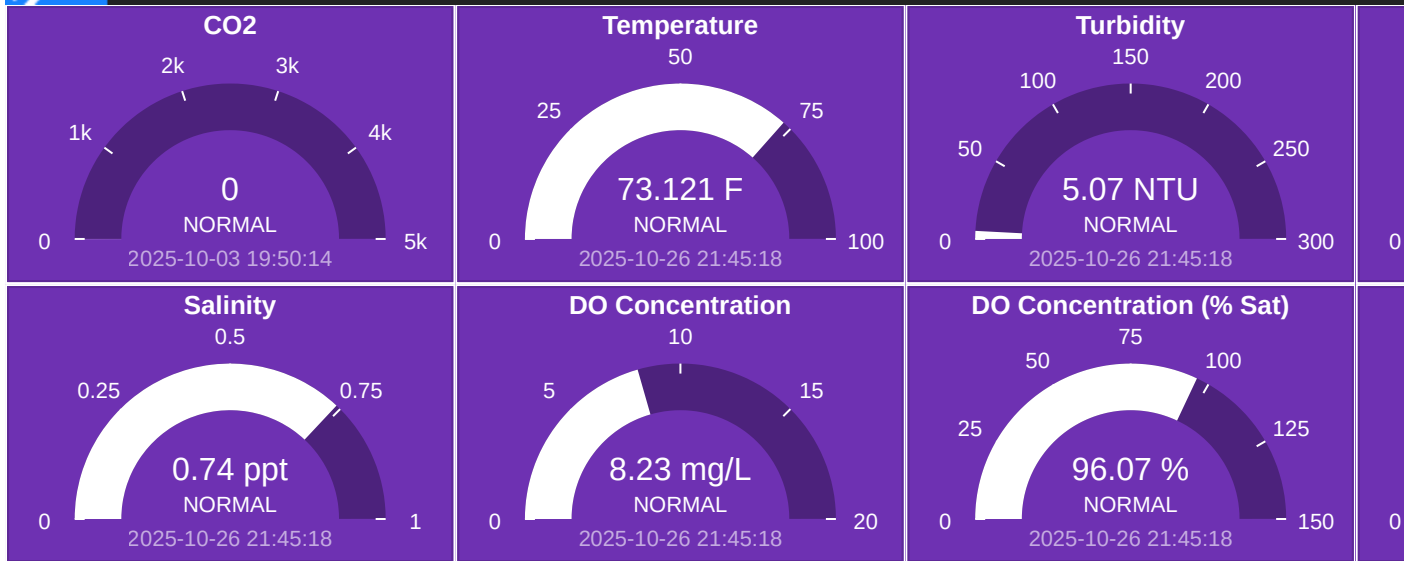 CO2
0
1k
2k
3k
4k
5k
0
NORMAL
2025-10-03 19:50:14
Temperature
0
25
50
75
100
73.121 F
NORMAL
2025-10-26 21:45:18
Turbidity
0
50
100
150
200
250
300
5.07 NTU
NORMAL
2025-10-26 21:45:18
0
Salinity
0
0.25
0.5
0.75
1
0.74 ppt
NORMAL
2025-10-26 21:45:18
DO Concentration
0
5
10
15
20
8.23 mg/L
NORMAL
2025-10-26 21:45:18
DO Concentration (% Sat)
0
25
50
75
100
125
150
96.07 %
NORMAL
2025-10-26 21:45:18
0